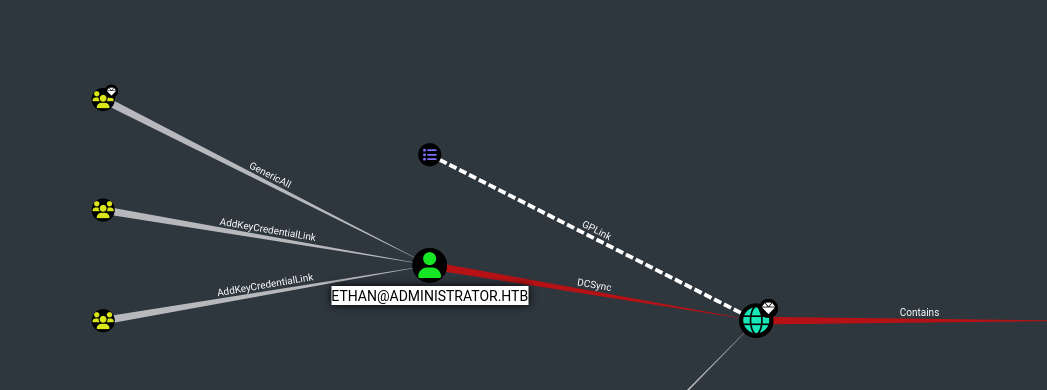 GenericAll
GPLink
AddKeyCredentialLink
AddKeyCredentialLink
DCSync
ETHAN@ADMINISTRATOR.HTB
Contains